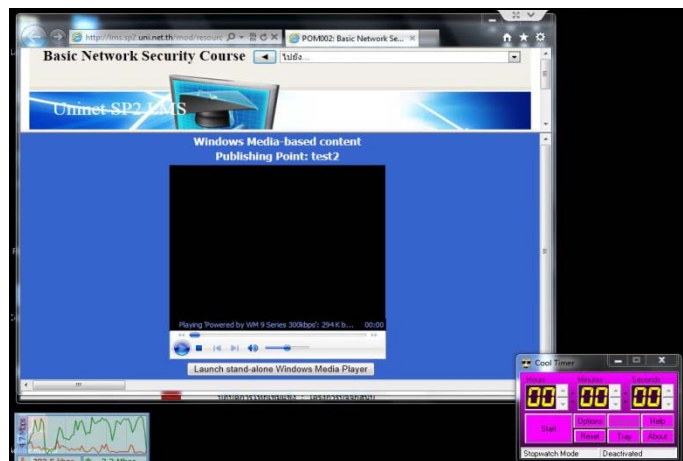 http://lms.sp2.uni.net.th/mod/resourc
POM002: Basic Network Se...
Basic Network Security Course
ไปยัง...
Uninet SP2 LMS
Windows Media-based content
Publishing Point: test2
Playing 'Powered by WM 9 Series 300kbps': 294 K b... 00:00
Launch stand-alone Windows Media Player
Cool Timer
Hours Minutes Seconds
00 : 00 : 00
Start Options Help
Reset Tray About
Stopwatch Mode Deactivated
4.7 Mbps